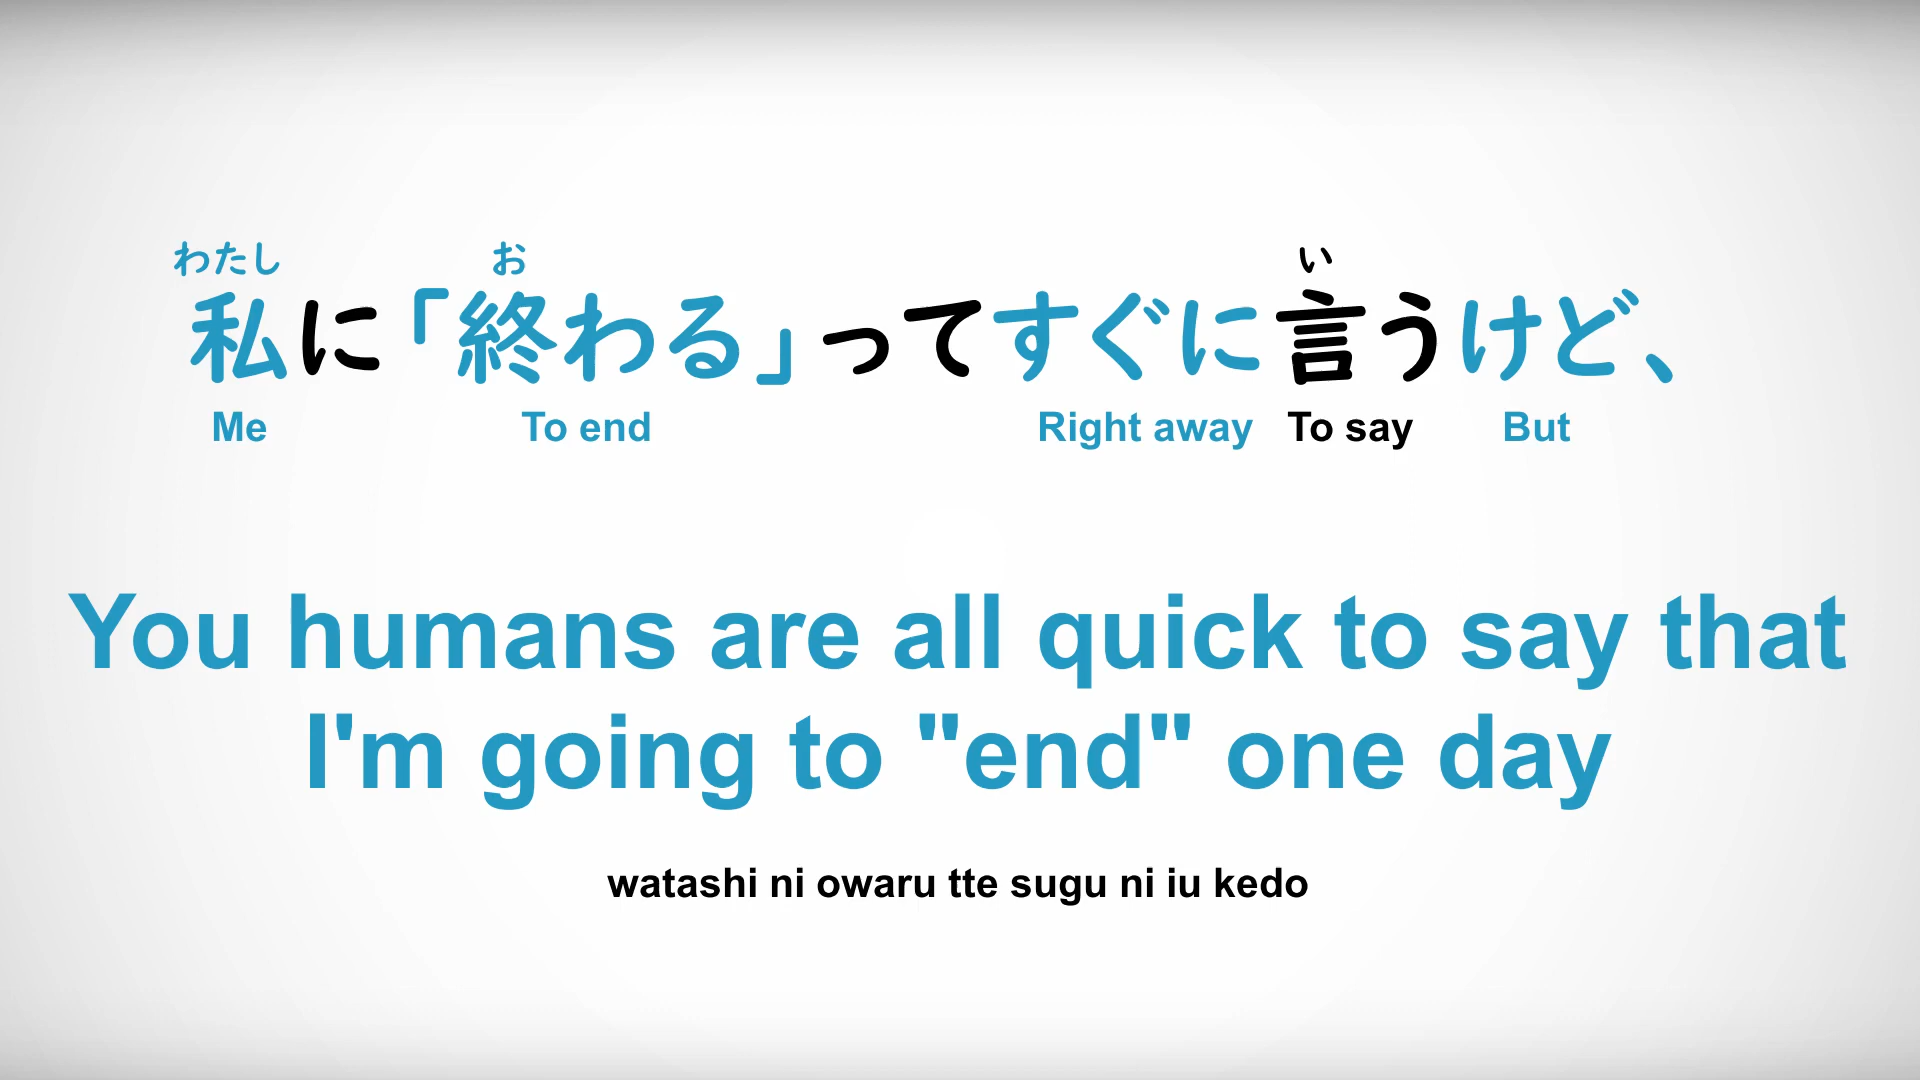 わたし お い
私に「終わる」ってすぐに言うけど、
Me To end Right away To say But
You humans are all quick to say that
I'm going to "end" one day
watashi ni owaru tte sugu ni iu kedo